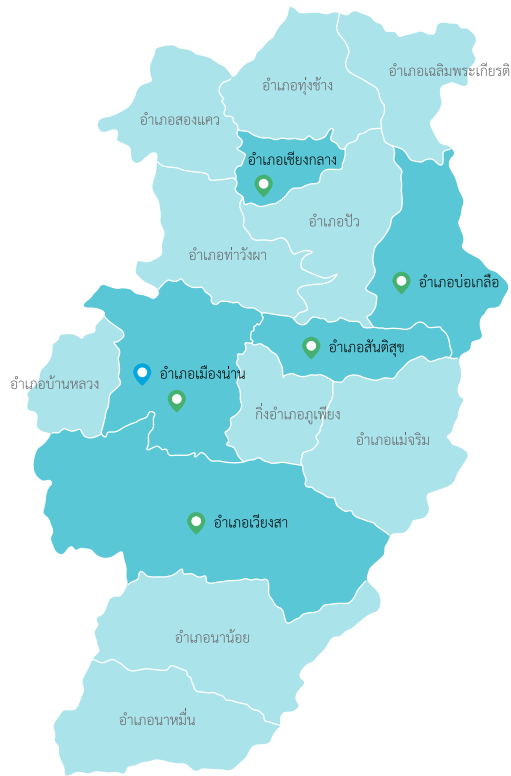 อำเภอเฉลิมพระเกียรติ
อำเภอทุ่งช้าง
อำเภอสองแคว
อำเภอเชียงกลาง
อำเภอปัว
อำเภอท่าวังผา
อำเภอบ่อเกลือ
อำเภอสันติสุข
อำเภอเมืองน่าน
อำเภอบ้านหลวง
กิ่งอำเภอภูเพียง
อำเภอแม่จริม
อำเภอเวียงสา
อำเภอนาน้อย
อำเภอนาหมื่น